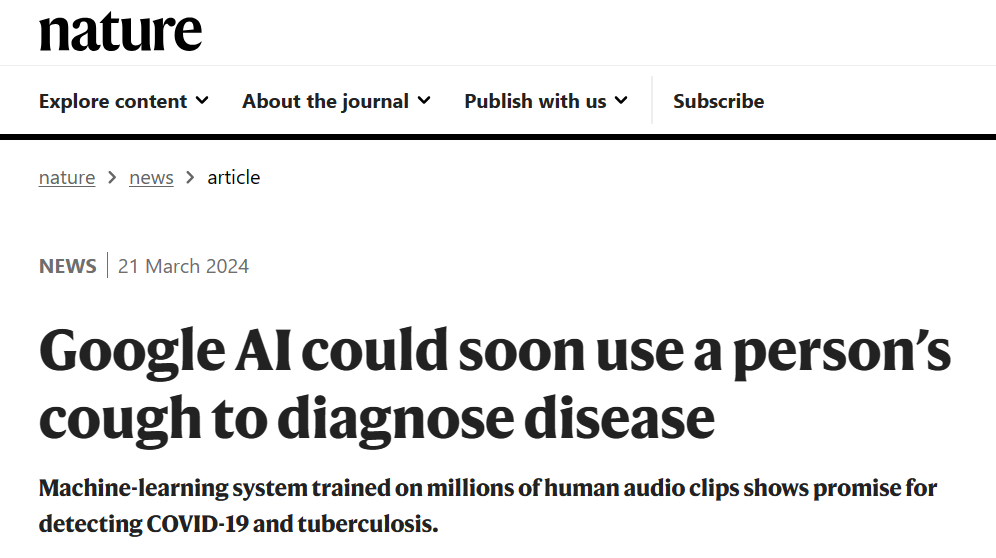 nature
Explore content About the journal Publish with us Subscribe
nature > news > article
NEWS | 21 March 2024
Google AI could soon use a person’s
cough to diagnose disease
Machine-learning system trained on millions of human audio clips shows promise for
detecting COVID-19 and tuberculosis.